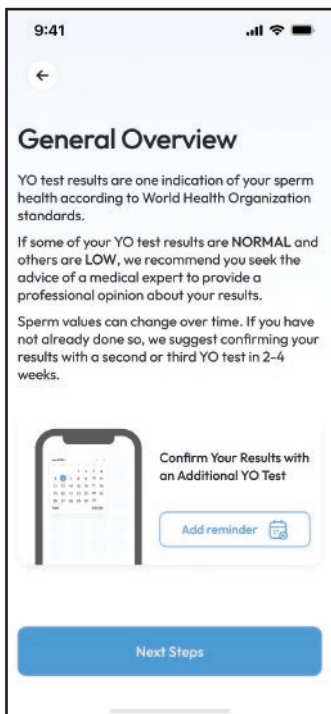 9:41
General Overview
YO test results are one indication of your sperm
health according to World Health Organization
standards.
If some of your YO test results are NORMAL and
others are LOW, we recommend you seek the
advice of a medical expert to provide a
professional opinion about your results.
Sperm values can change over time. If you have
not already done so, we suggest confirming your
results with a second or third YO test in 2-4
weeks.
Confirm Your Results with
an Additional YO Test
Add reminder
Next Steps